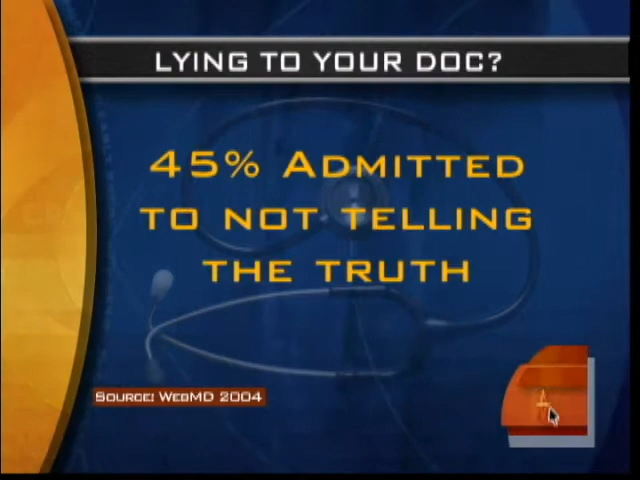 LYING TO YOUR DOC?
45% ADMITTED
TO NOT TELLING
THE TRUTH
SOURCE: WEBMD 2004